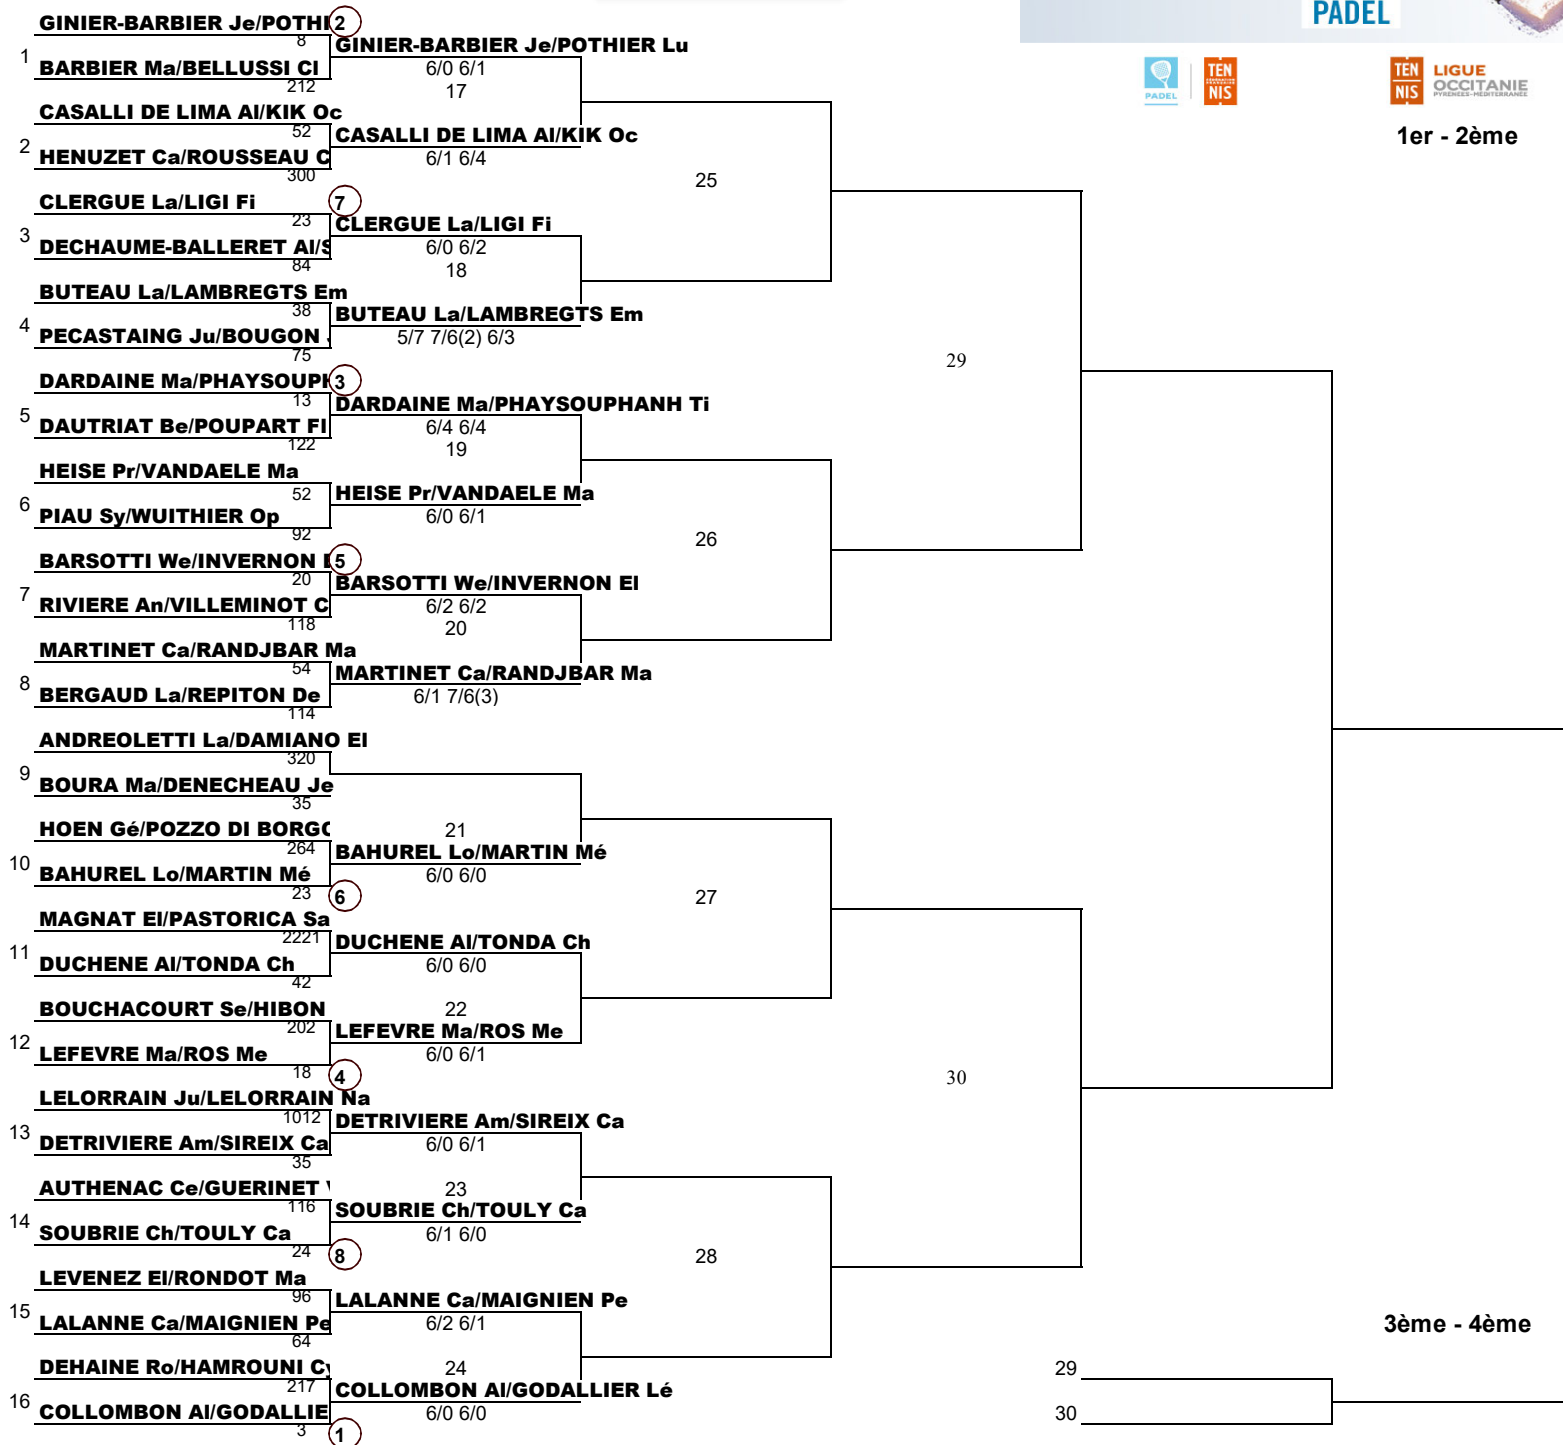 PADEL
PADEL
TEN
NIS
TEN
NIS
LIGUE
OCCITANIE
PYRÉNÉES-MÉDITERRANÉE
1er - 2ème
GINIER-BARBIER Je/POTHI 2
8
1
GINIER-BARBIER Je/POTHIER Lu
BARBIER Ma/BELLUSSI Cl
6/0 6/1
212
17
CASALLI DE LIMA Al/KIK Oc
52
CASALLI DE LIMA Al/KIK Oc
2
HENUZET Ca/ROUSSEAU C
6/1 6/4
300
25
CLERGUE La/LIGI Fi 7
23
CLERGUE La/LIGI Fi
3
DECHAUME-BALLERET Al/S
6/0 6/2
84
18
BUTEAU La/LAMBREGTS Em
38
BUTEAU La/LAMBREGTS Em
4
PECASTAING Ju/BOUGON
5/7 7/6(2) 6/3
75
29
DARDAINE Ma/PHAYSOUPH 3
13
DARDAINE Ma/PHAYSOUPHANH Ti
5
DAUTRIAT Be/POUPART Fl
6/4 6/4
122
19
HEISE Pr/VANDAELE Ma
52
HEISE Pr/VANDAELE Ma
6
PIAU Sy/WUITHIER Op
6/0 6/1
92
26
BARSOTTI We/INVERNON 5
20
BARSOTTI We/INVERNON El
7
RIVIERE An/VILLEMINOT C
6/2 6/2
118
20
MARTINET Ca/RANDJBAR Ma
54
MARTINET Ca/RANDJBAR Ma
8
BERGAUD La/REPITON De
6/1 7/6(3)
114
ANDREOLETTI La/DAMIANO El
320
9
BOURA Ma/DENECHEAU Je
35
HOEN Gé/POZZO DI BORGO
21
264
BAHUREL Lo/MARTIN Mé
10
BAHUREL Lo/MARTIN Mé
6/0 6/0
23
6
27
MAGNAT El/PASTORICA Sa
2221
DUCHENE Al/TONDA Ch
11
DUCHENE Al/TONDA Ch
6/0 6/0
42
BOUCHACOURT Se/HIBON
22
202
LEFEVRE Ma/ROS Me
12
LEFEVRE Ma/ROS Me
6/0 6/1
18
4
30
LELORRAIN Ju/LELORRAIN Na
1012
DETRIVIERE Am/SIREIX Ca
13
DETRIVIERE Am/SIREIX Ca
6/0 6/1
35
AUTHENAC Ce/GUERINET
23
116
SOUBRIE Ch/TOULY Ca
14
SOUBRIE Ch/TOULY Ca
6/1 6/0
24
8
28
LEVENEZ El/RONDOT Ma
96
LALANNE Ca/MAIGNIEN Pe
15
LALANNE Ca/MAIGNIEN Pe
6/2 6/1
64
3ème - 4ème
DEHAINE Ro/HAMROUNI Cy
24
29
217
COLLOMBON Al/GODALLIER Lé
16
COLLOMBON Al/GODALLIE
6/0 6/0
30
3
1